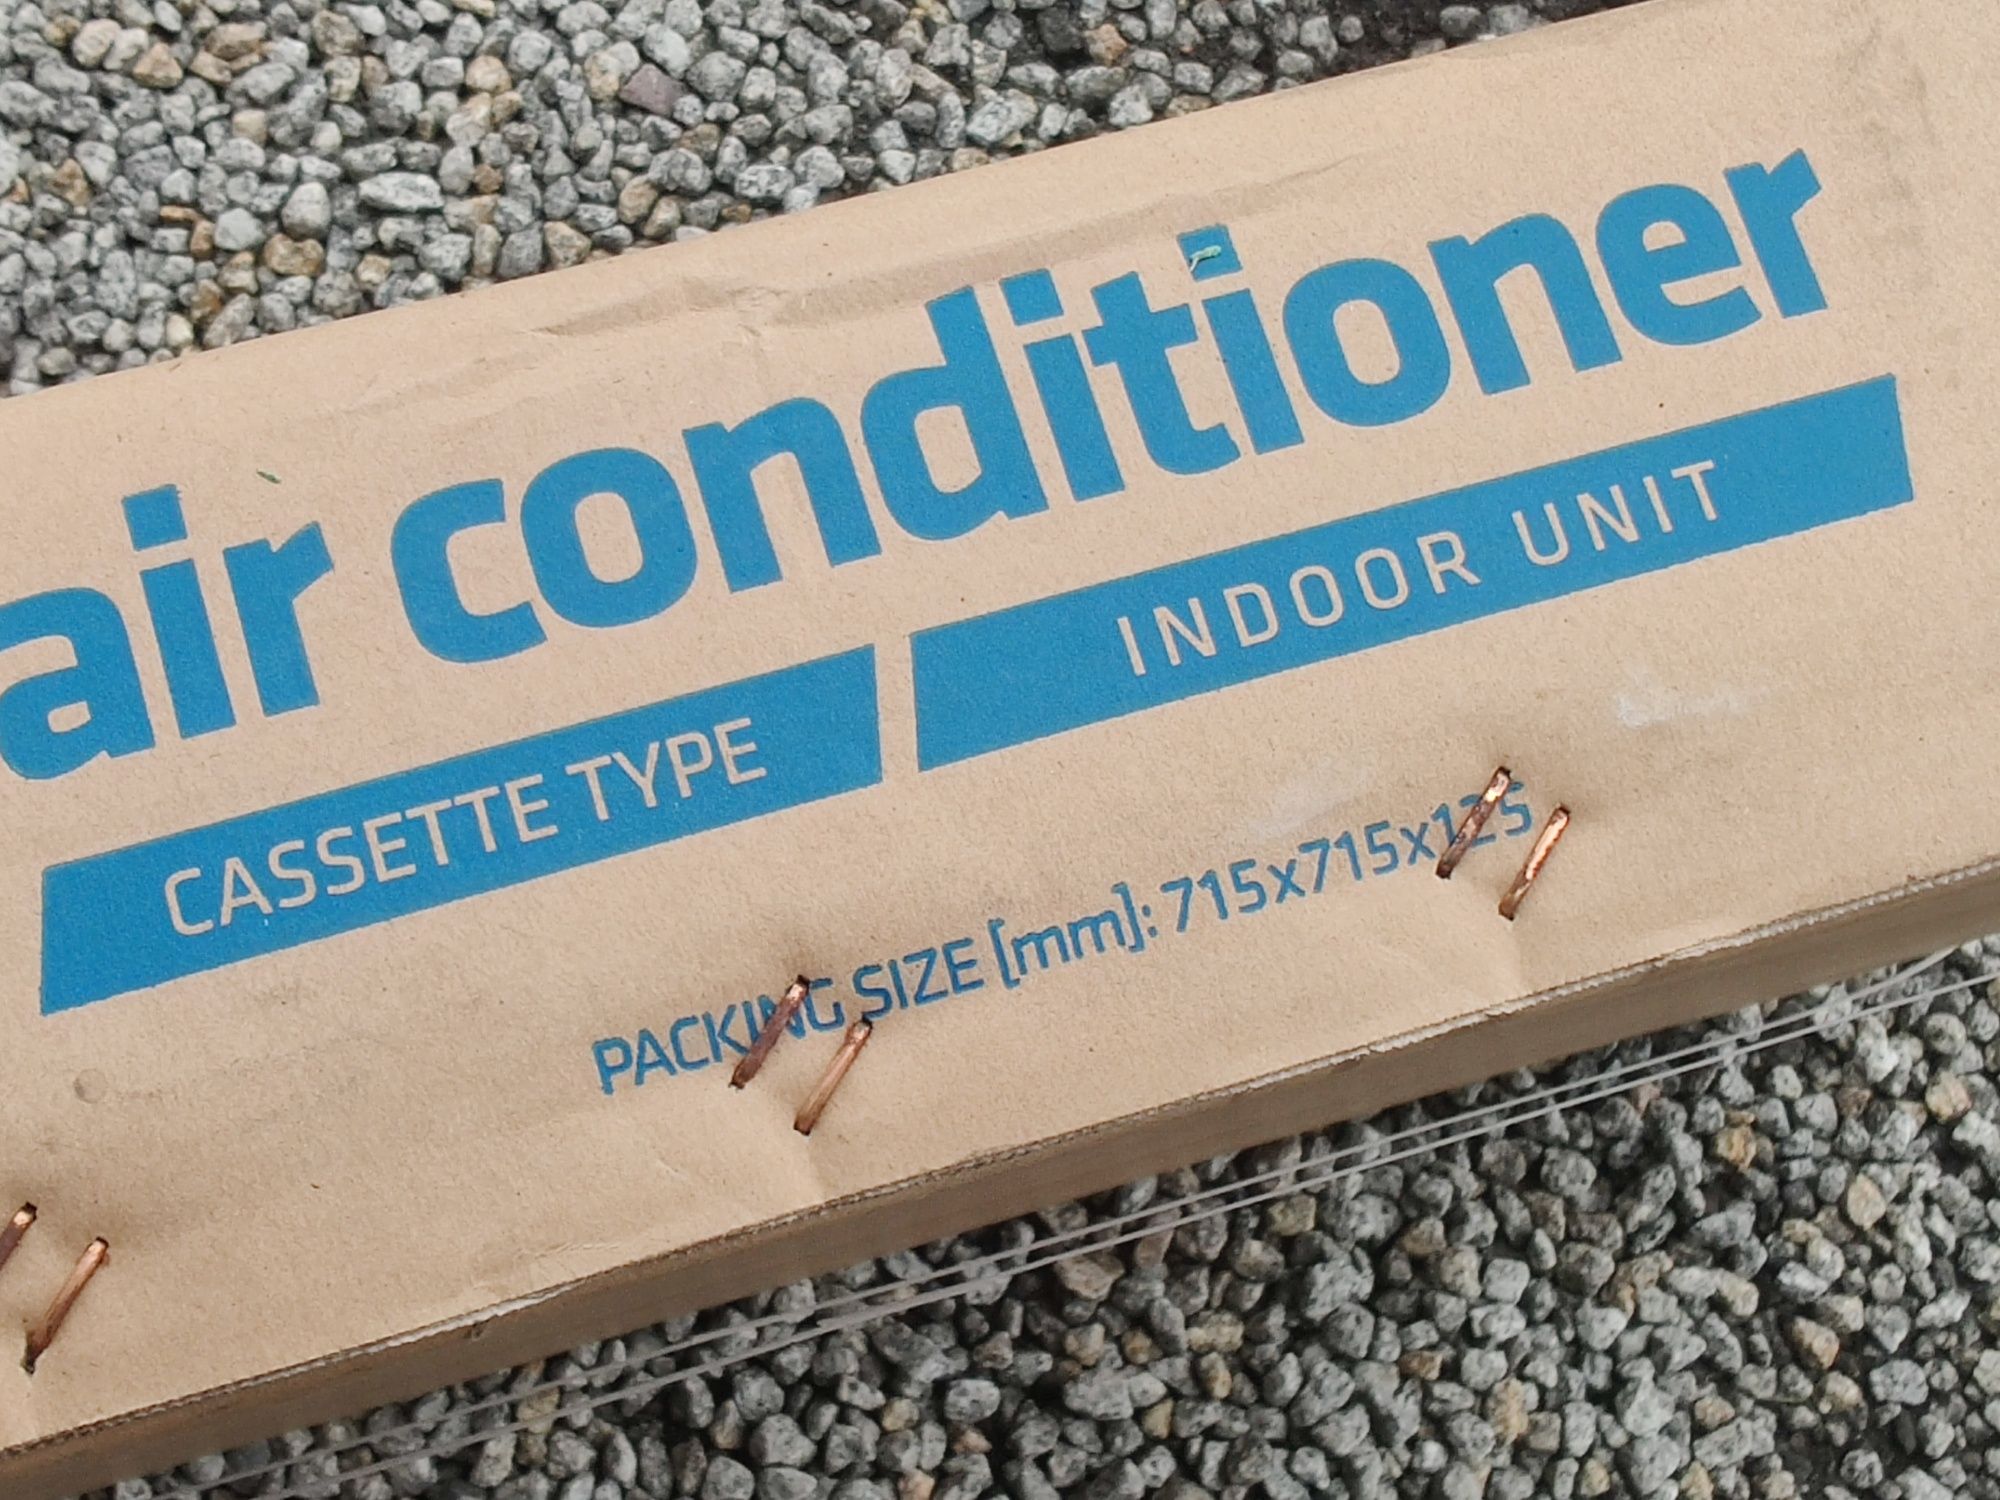 air conditioner
CASSETTE TYPE INDOOR UNIT
PACKING SIZE [mm]: 715x715x125